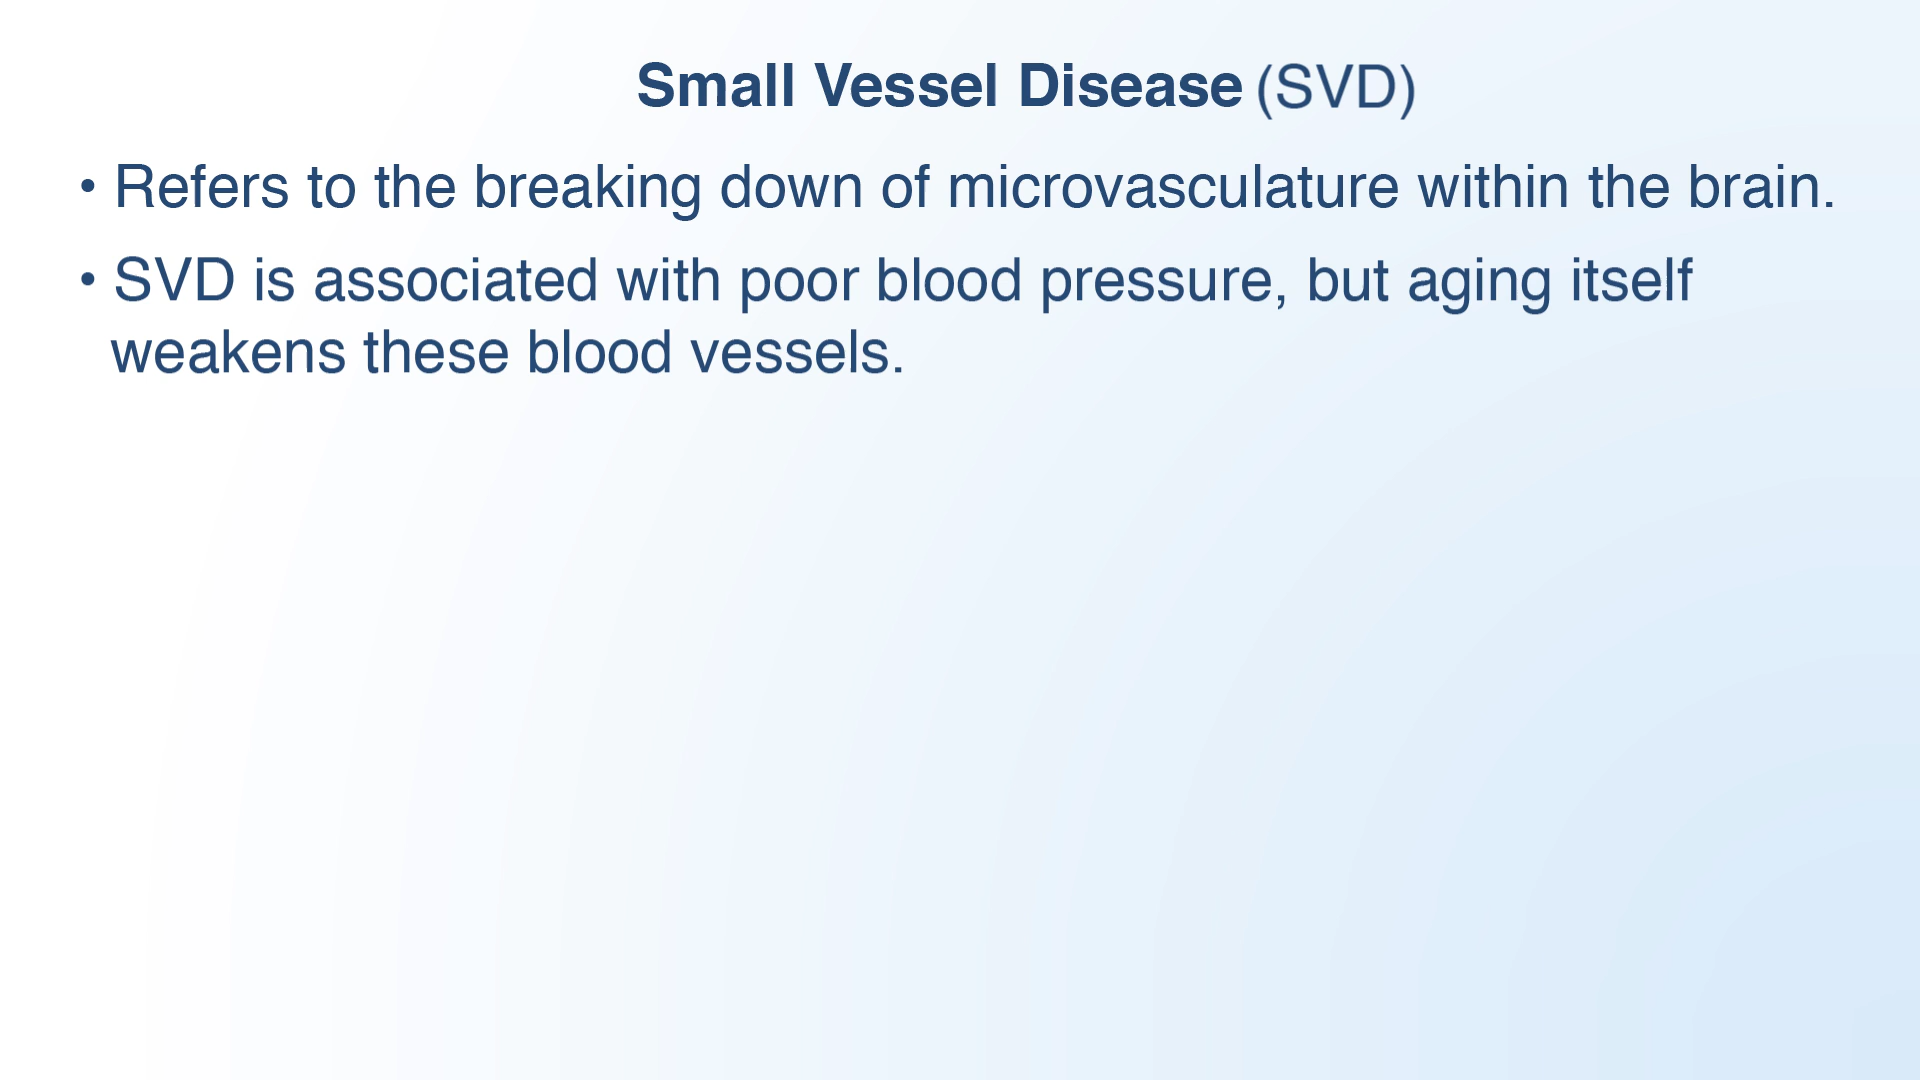 Small Vessel Disease (SVD)
• Refers to the breaking down of microvasculature within the brain.
• SVD is associated with poor blood pressure, but aging itself
weakens these blood vessels.